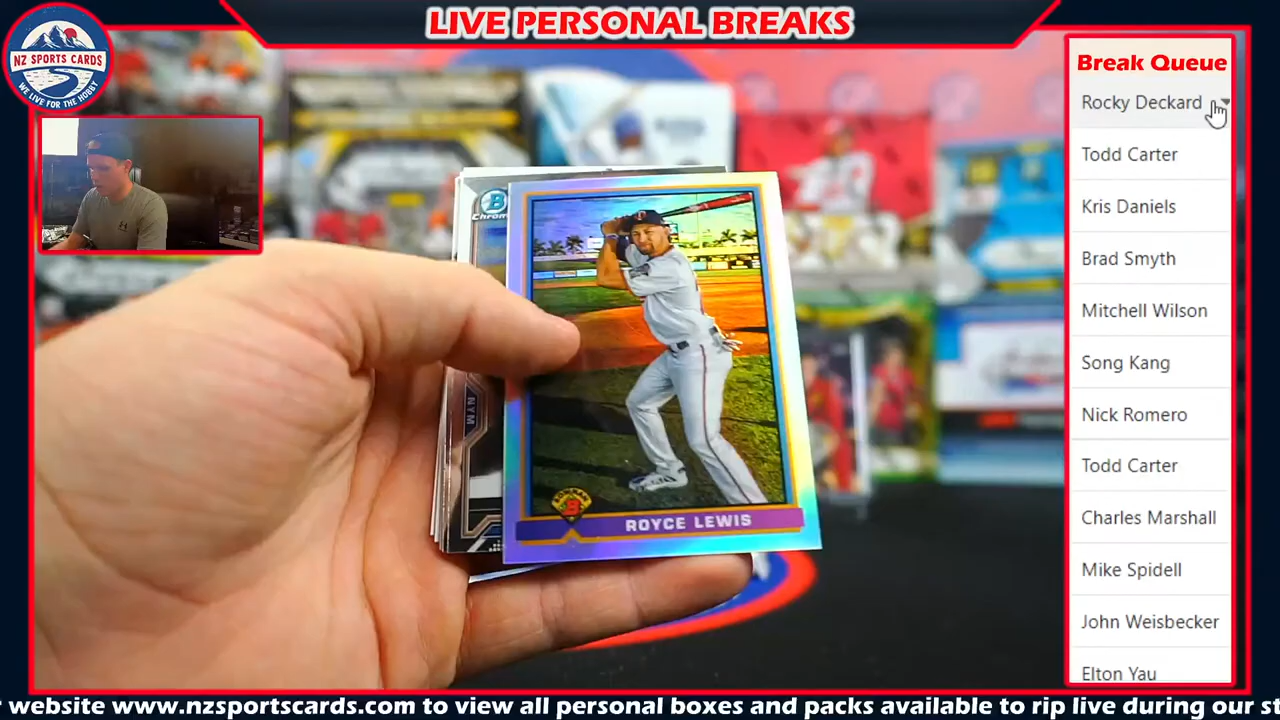 LIVE PERSONAL BREAKS
NZ SPORTS CARDS
WE LIVE FOR THE HOBBY
Break Queue
Rocky Deckard
Todd Carter
Kris Daniels
Brad Smyth
Mitchell Wilson
Song Kang
Nick Romero
Todd Carter
Charles Marshall
Mike Spidell
John Weisbecker
Elton Yau
B
Chrom
NYM
BOWMAN
B
ROYCE LEWIS
r website www.nzsportscards.com to view all personal boxes and packs available to rip live during our st